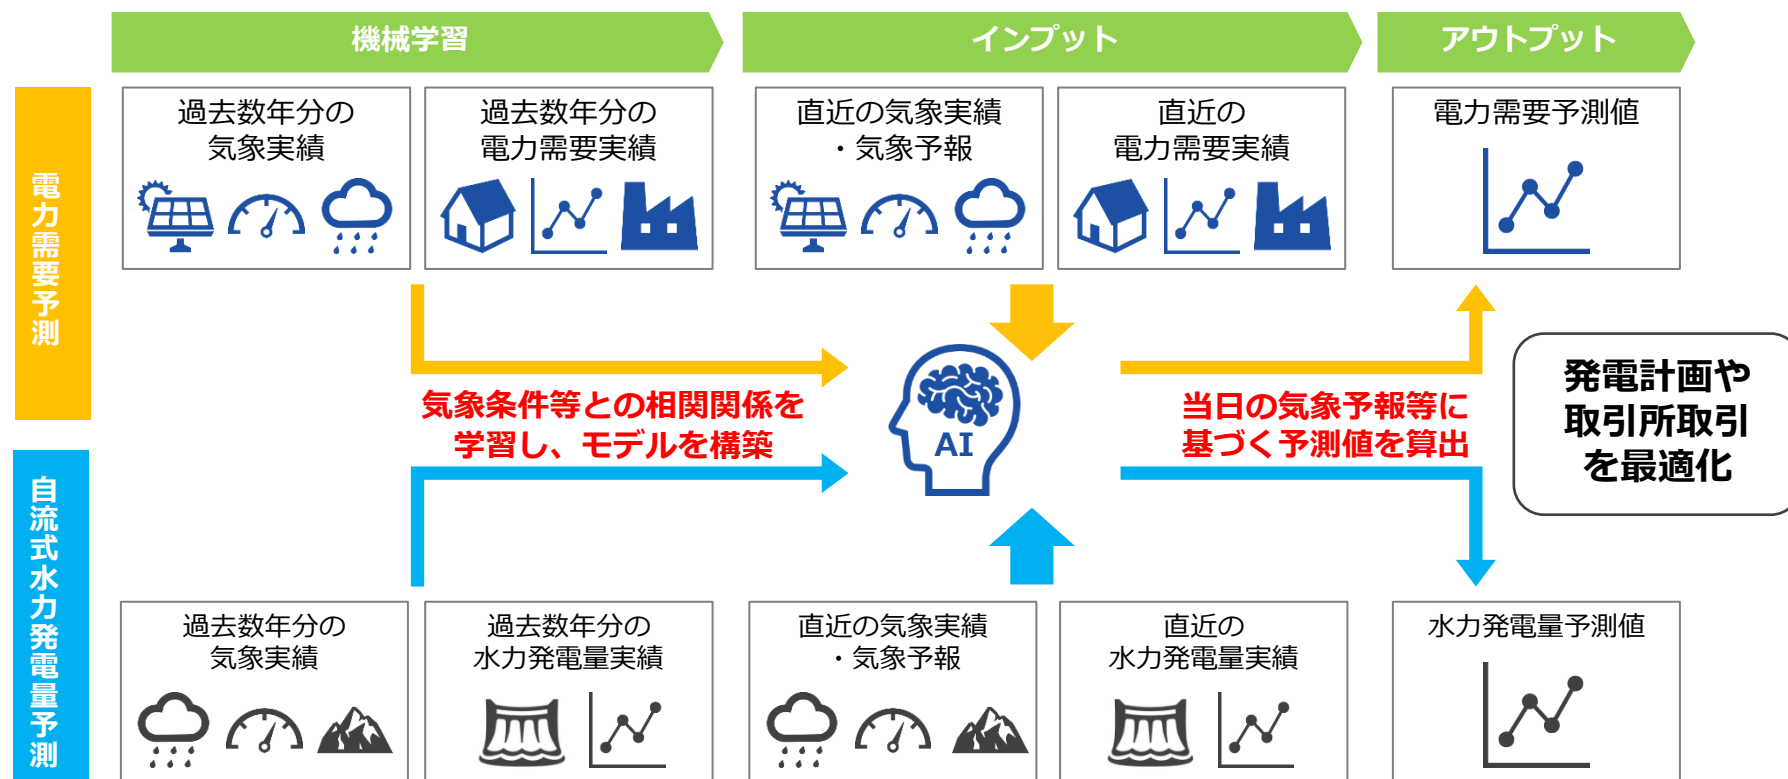 機械学習
インプット
アウトプット
電力需要予測
過去数年分の
気象実績
過去数年分の
電力需要実績
直近の気象実績
・気象予報
直近の
電力需要実績
電力需要予測値
気象条件等との相関関係を
学習し、モデルを構築
AI
当日の気象予報等に
基づく予測値を算出
発電計画や
取引所取引
を最適化
自流式水力発電量予測
過去数年分の
気象実績
過去数年分の
水力発電量実績
直近の気象実績
・気象予報
直近の
水力発電量実績
水力発電量予測値